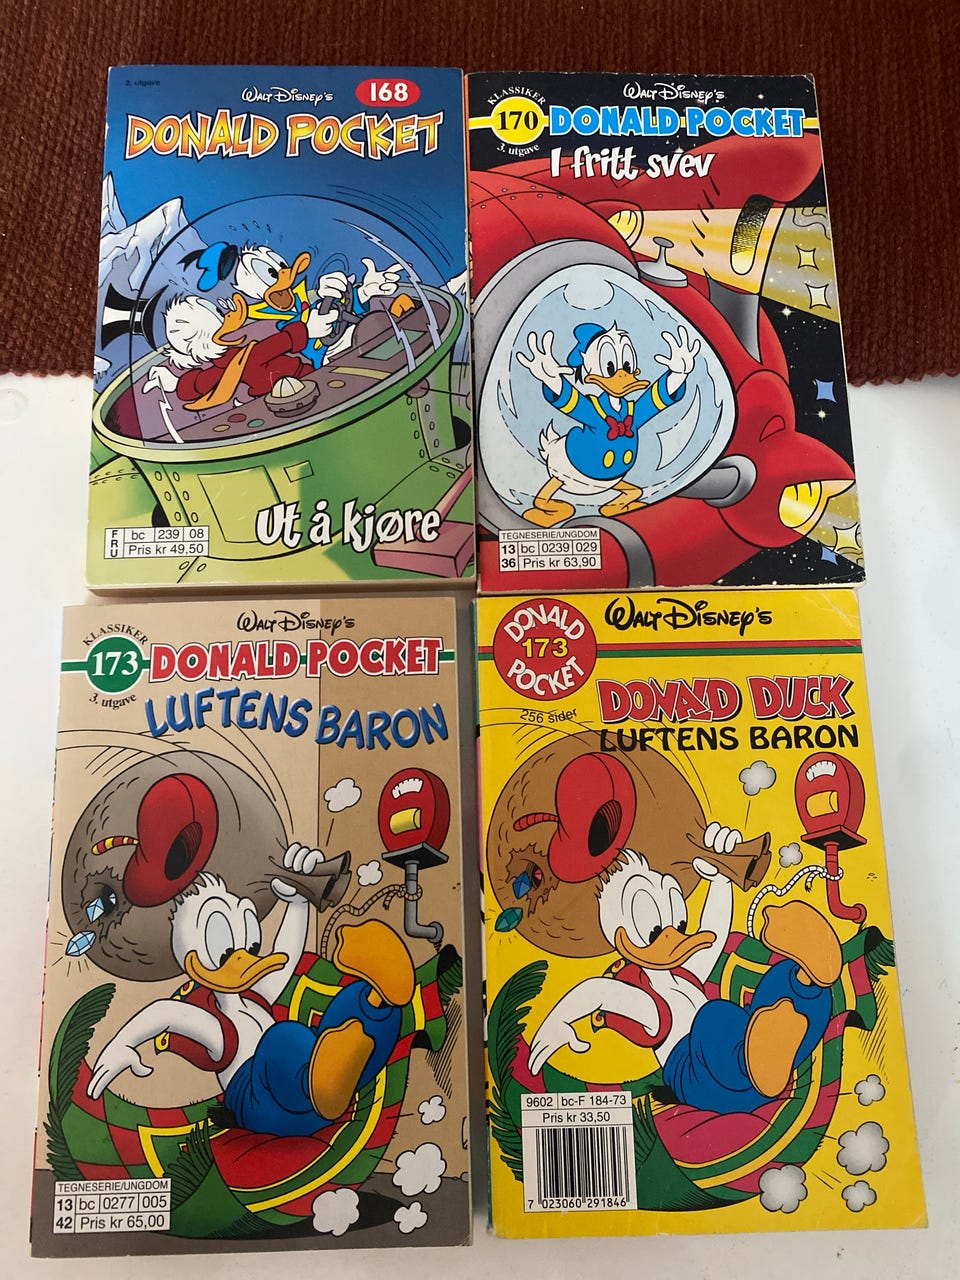 2. utgave
WALT DISNEY'S
168
DONALD POCKET
Ut å kjøre
FRU
bc 239 08
Pris kr 49,50
KLASSIKER
170
3. utgave
WALT DISNEY'S
DONALD POCKET
I fritt svev
TEGNESERIE/UNGDOM
13 bc 0239 029
36 Pris kr 63,90
KLASSIKER
173
3. utgave
WALT DISNEY'S
DONALD POCKET
LUFTENS BARON
TEGNESERIE/UNGDOM
13 bc 0277 005
42 Pris kr 65,00
DONALD
173
POCKET
WALT DISNEY'S
256 sider
DONALD DUCK
LUFTENS BARON
9602 bc-F 184-73
Pris kr 33,50
7 023060 291846